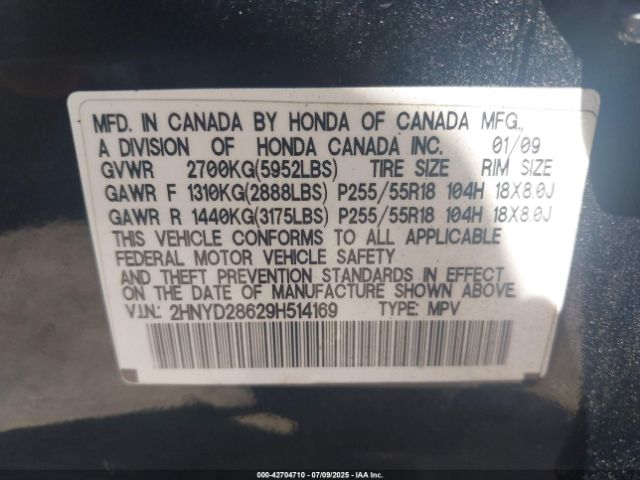 MFD. IN CANADA BY HONDA OF CANADA MFG.,
A DIVISION OF HONDA CANADA INC. 01/09
GVWR 2700KG(5952LBS) TIRE SIZE RIM SIZE
GAWR F 1310KG(2888LBS) P255/55R18 104H 18X8.0J
GAWR R 1440KG(3175LBS) P255/55R18 104H 18X8.0J
THIS VEHICLE CONFORMS TO ALL APPLICABLE
FEDERAL MOTOR VEHICLE SAFETY
AND THEFT PREVENTION STANDARDS IN EFFECT
ON THE DATE OF MANUFACTURE SHOWN ABOVE.
V.I.N.: 2HNYD28629H514169 TYPE: MPV
000-42704710 - 07/09/2025 - IAA Inc.